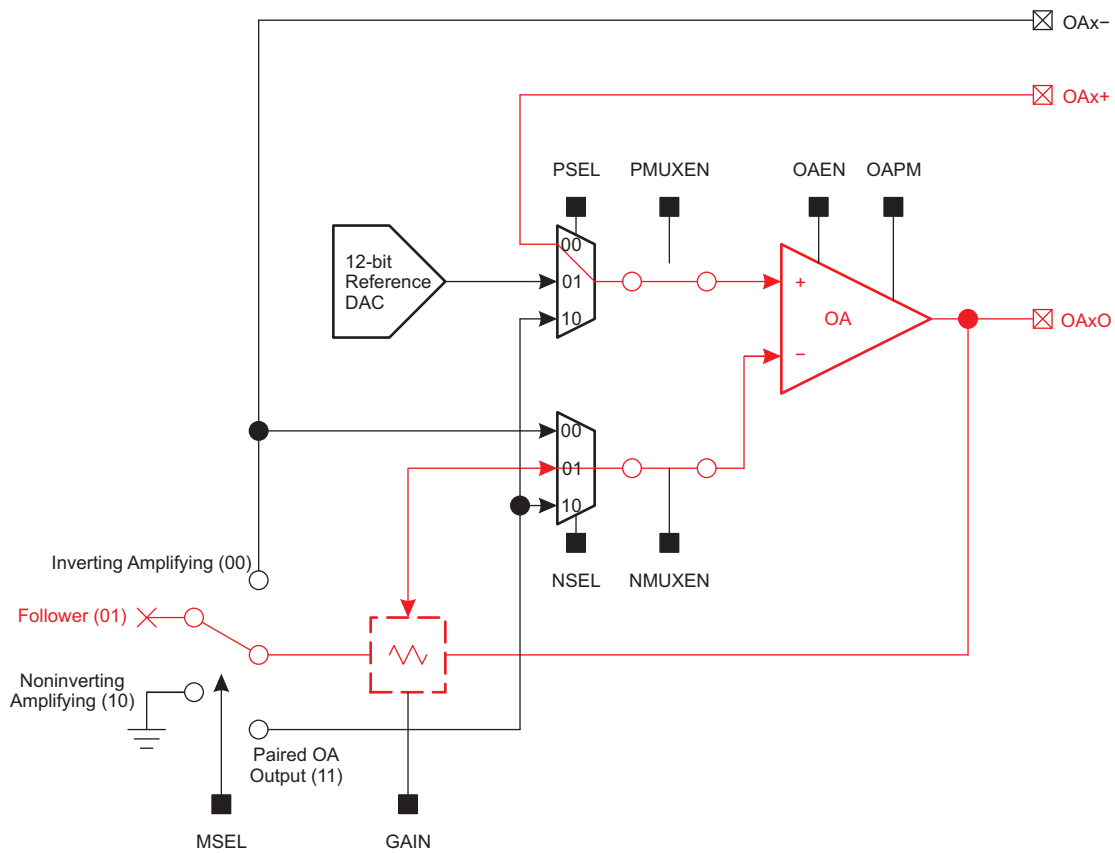 OAx−
OAx+
PSEL
PMUXEN
OAEN
OAPM
12-bit
Reference
DAC
00
01
10
+
OA
−
OAxO
00
01
10
Inverting Amplifying (00)
NSEL
NMUXEN
Follower (01)
Noninverting
Amplifying (10)
Paired OA
Output (11)
MSEL
GAIN